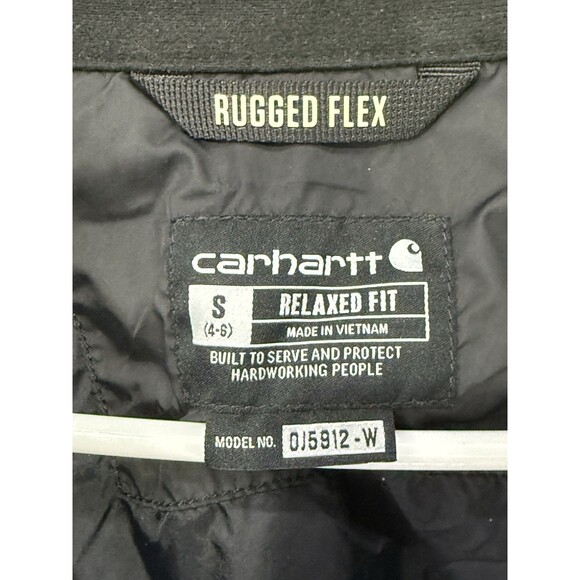 RUGGED FLEX
carhartt
S
(4-6)
RELAXED FIT
MADE IN VIETNAM
BUILT TO SERVE AND PROTECT
HARDWORKING PEOPLE
MODEL NO. OJ5912-W